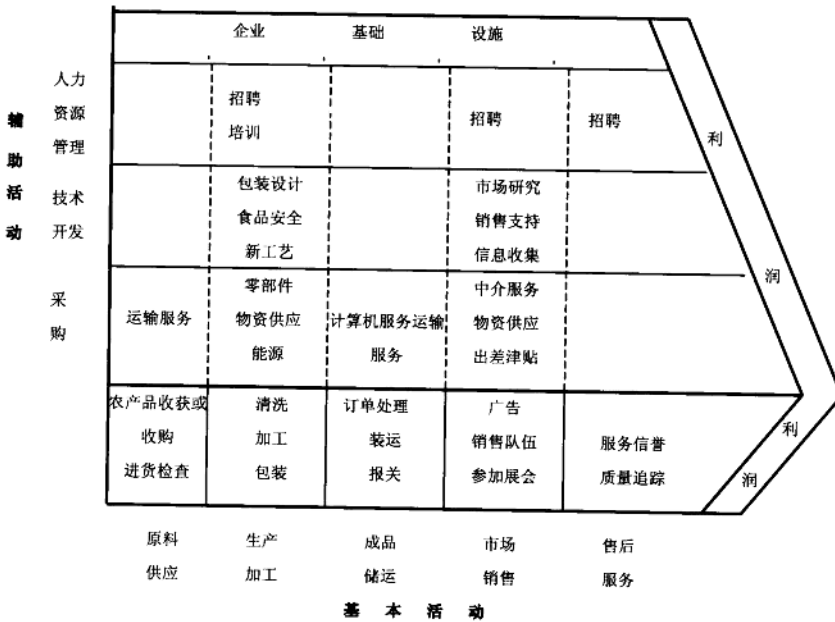 企业 基础 设施
辅助活动
人力
资源
管理
招聘
培训
招聘
招聘
技术
开发
包装设计
食品安全
新工艺
市场研究
销售支持
信息收集
采购
运输服务
零部件
物资供应
能源
计算机服务运输
服务
中介服务
物资供应
出差津贴
利润
农产品收获或
收购
进货检查
清洗
加工
包装
订单处理
装运
报关
广告
销售队伍
参加展会
服务信誉
质量追踪
利润
原料
供应
生产
加工
成品
储运
市场
销售
售后
服务
基本活动